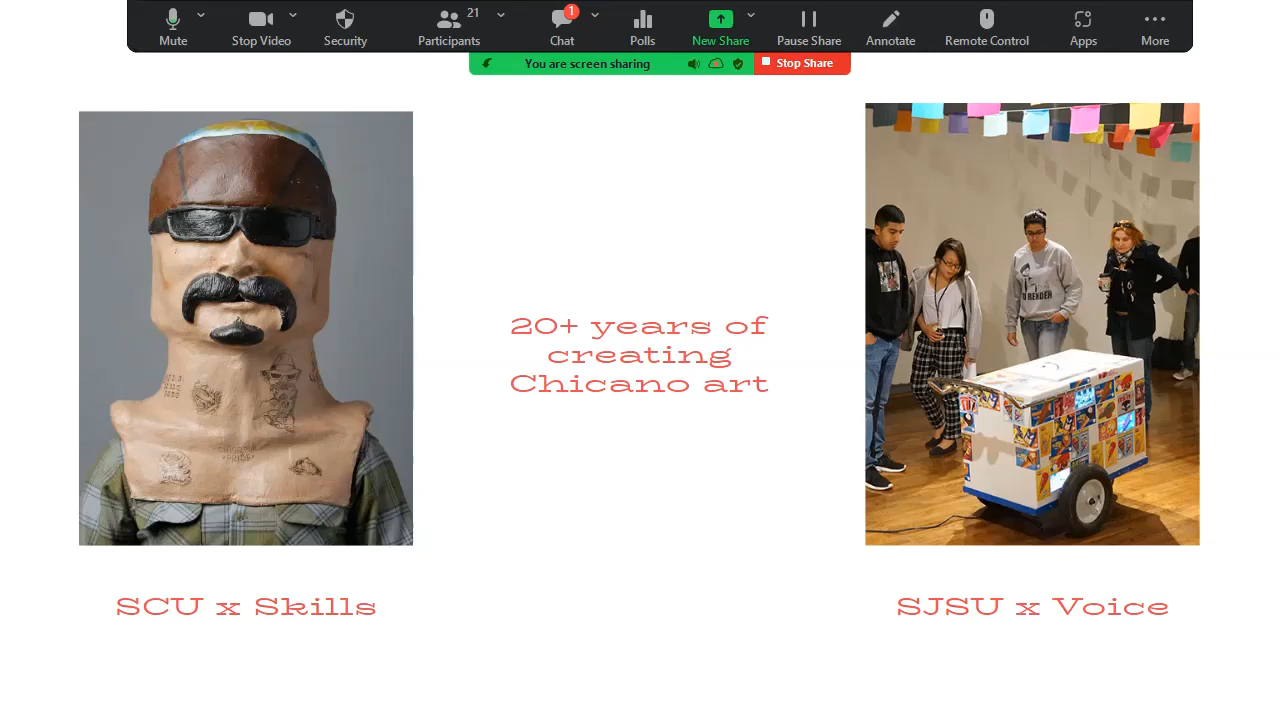 21
1
Mute
Stop Video
Security
Participants
Chat
Polls
New Share
Pause Share
Annotate
Remote Control
Apps
More
You are screen sharing
Stop Share
20+ years of
creating
Chicano art
SCU x Skills
SJSU x Voice